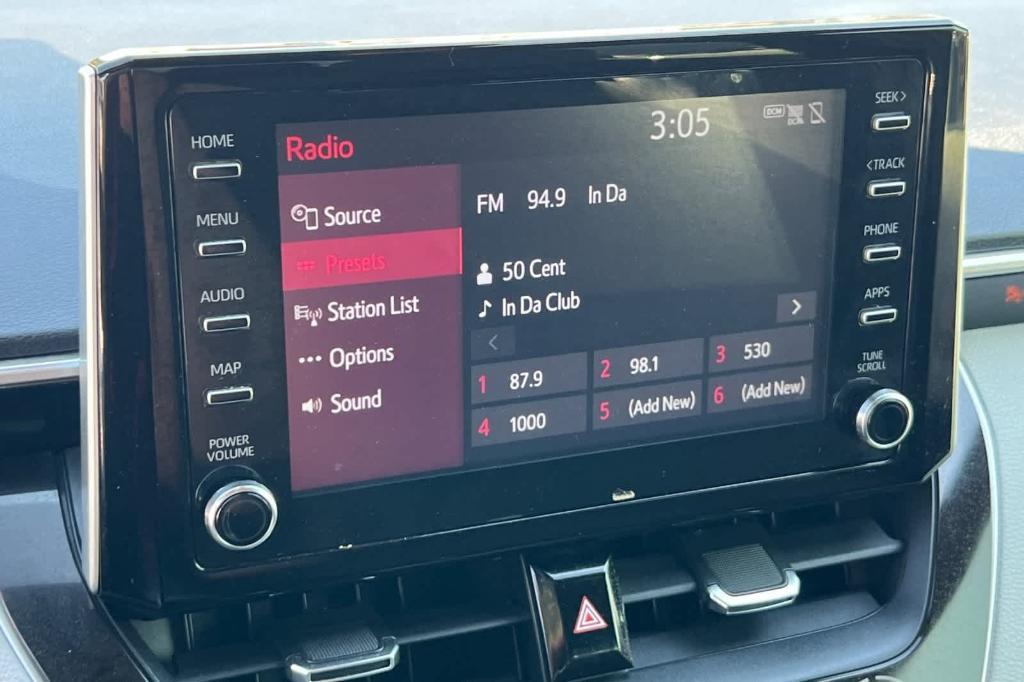 HOME
MENU
AUDIO
MAP
POWER
VOLUME
Radio
3:05
DCM
DCM
Source
Presets
Station List
Options
Sound
FM 94.9 In Da
50 Cent
In Da Club
1 87.9
2 98.1
3 530
4 1000
5 (Add New)
6 (Add New)
SEEK >
< TRACK
PHONE
APPS
TUNE
SCROLL